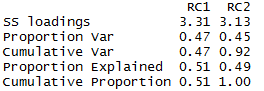 RC1 RC2
SS loadings 3.31 3.13
Proportion Var 0.47 0.45
Cumulative Var 0.47 0.92
Proportion Explained 0.51 0.49
Cumulative Proportion 0.51 1.00